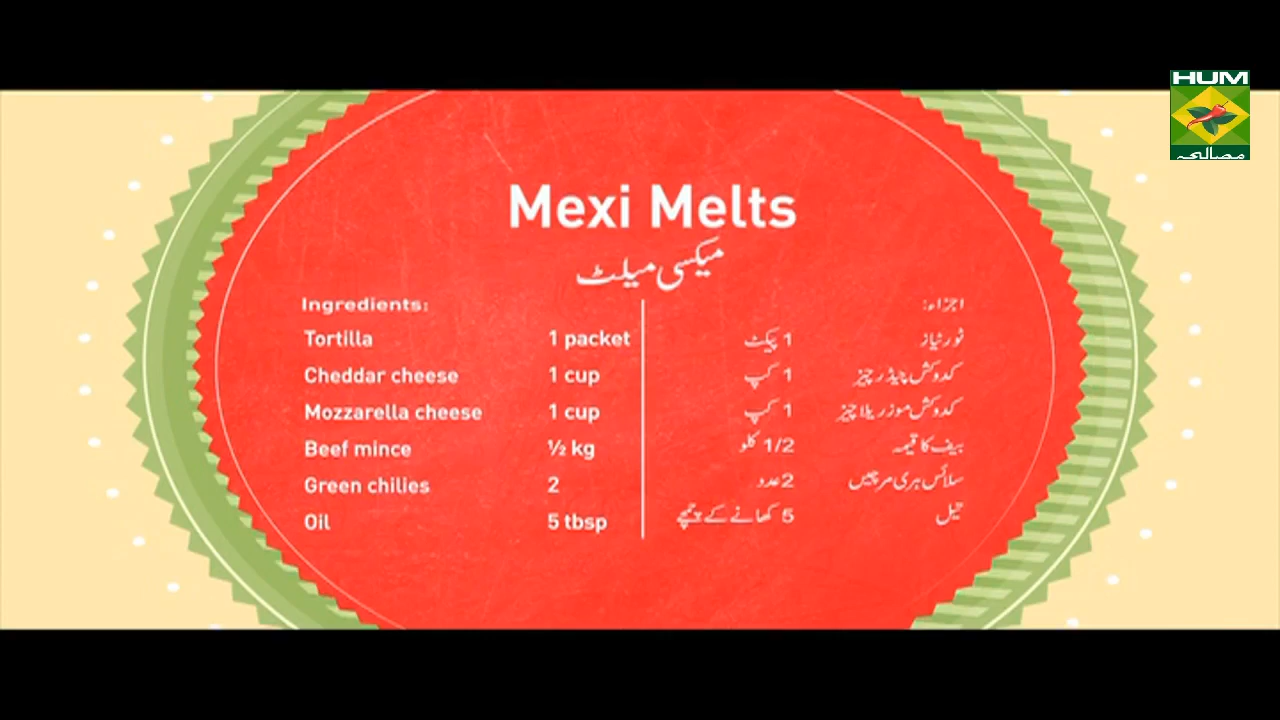 HUM
مصالحہ
Mexi Melts
میکسی میلٹ
Ingredients:
Tortilla 1 packet
Cheddar cheese 1 cup
Mozzarella cheese 1 cup
Beef mince ½ kg
Green chilies 2
Oil 5 tbsp
اجزاء:
ٹورٹیلاز 1 پیکٹ
کدوکش چیڈر چیز 1 کپ
کدوکش موزریلا چیز 1 کپ
بیف کا قیمہ 1/2 کلو
سلائس ہری مرچیں 2 عدد
تیل 5 کھانے کے چمچے